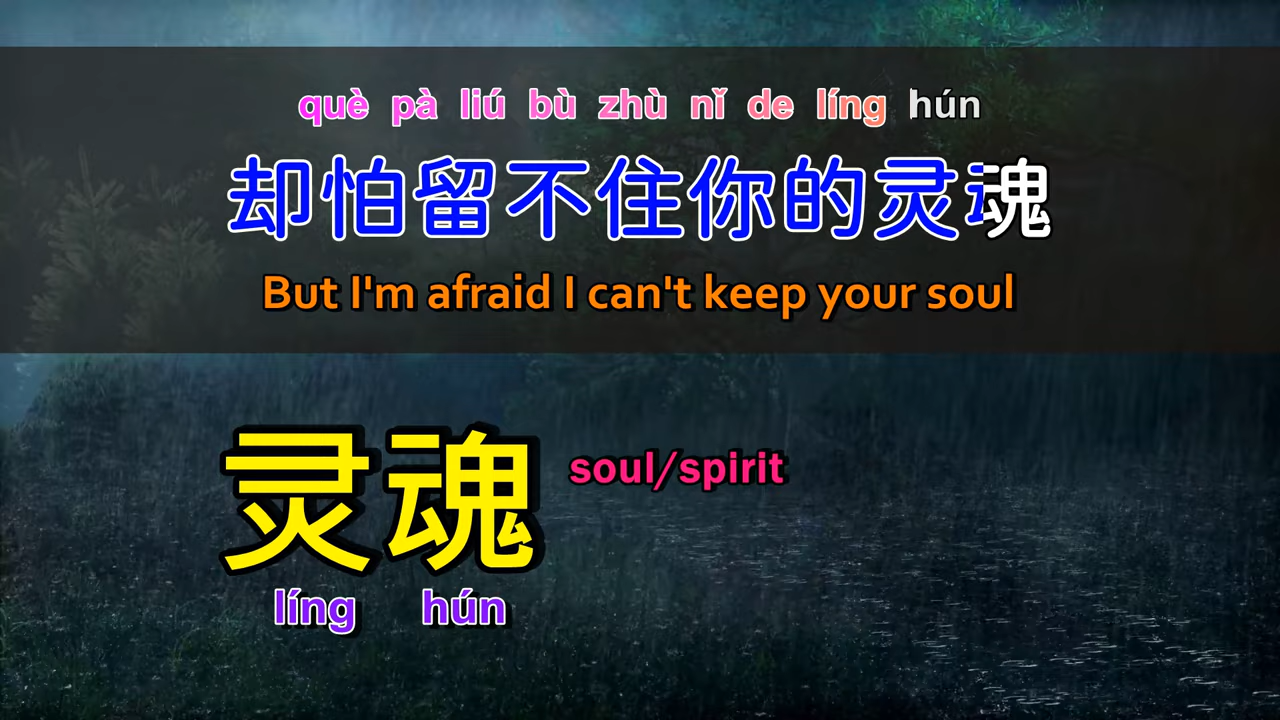 què pà liú bù zhù nǐ de líng hún
却怕留不住你的灵魂
But I'm afraid I can't keep your soul
灵魂 soul/spirit
líng hún